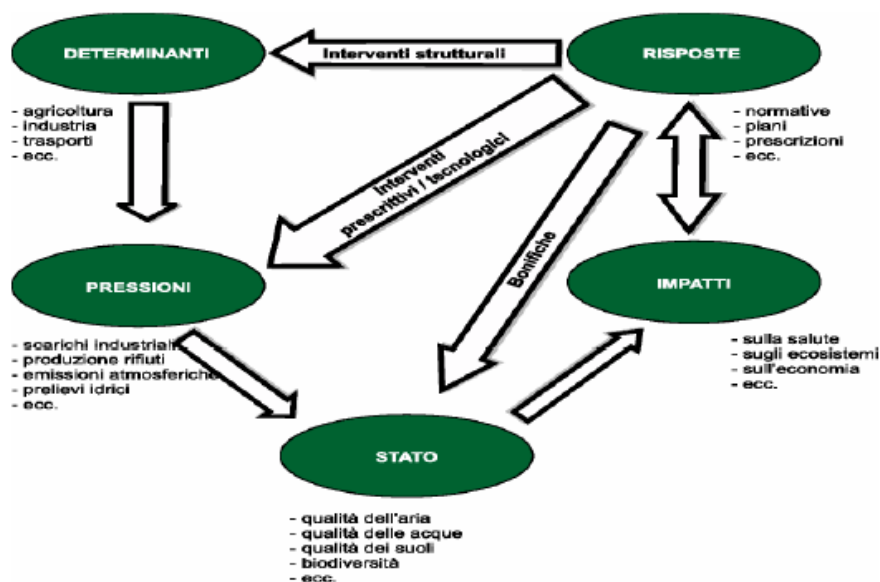 DETERMINANTI
- agricoltura
- industria
- trasporti
- ecc.
Interventi strutturali
RISPOSTE
- normative
- piani
- prescrizioni
- ecc.
Interventi
prescrittivi / tecnologici
Bonifiche
PRESSIONI
- scarichi industriali
- produzione rifiuti
- emissioni atmosferiche
- prelievi idrici
- ecc.
IMPATTI
- sulla salute
- sugli ecosistemi
- sull'economia
- ecc.
STATO
- qualità dell'aria
- qualità delle acque
- qualità dei suoli
- biodiversità
- ecc.